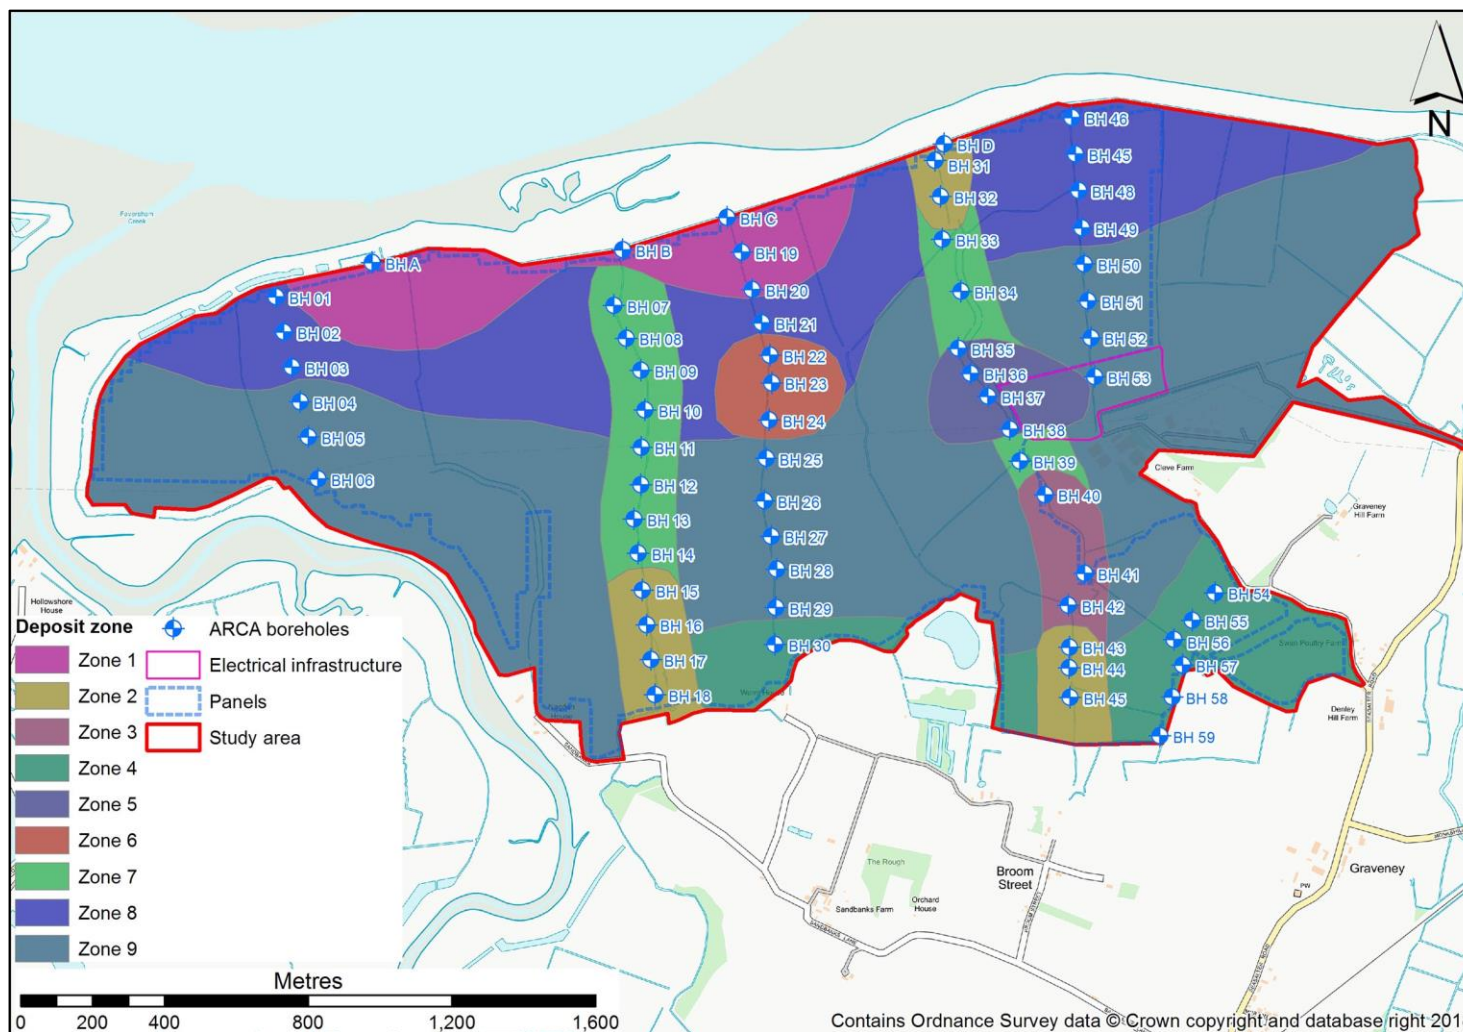 N
Faversham
Creek
BH A
BH 01
BH 02
BH 03
BH 04
BH 05
BH 06
BH B
BH 07
BH 08
BH 09
BH 10
BH 11
BH 12
BH 13
BH 14
BH 15
BH 16
BH 17
BH 18
BH C
BH 19
BH 20
BH 21
BH 22
BH 23
BH 24
BH 25
BH 26
BH 27
BH 28
BH 29
BH 30
BH D
BH 31
BH 32
BH 33
BH 34
BH 35
BH 36
BH 37
BH 38
BH 39
BH 40
BH 41
BH 42
BH 43
BH 44
BH 45
BH 46
BH 45
BH 48
BH 49
BH 50
BH 51
BH 52
BH 53
BH 54
BH 55
BH 56
BH 57
BH 58
BH 59
Cleve Farm
Graveney
Hill Farm
Swan Poultry Farm
Denley
Hill Farm
Graveney
PW
Broom
Street
The Rough
Sandbanks Farm
Orchard
House
Hollowshore
House
Deposit zone
Zone 1
Zone 2
Zone 3
Zone 4
Zone 5
Zone 6
Zone 7
Zone 8
Zone 9
ARCA boreholes
Electrical infrastructure
Panels
Study area
Metres
0 200 400 800 1,200 1,600
Contains Ordnance Survey data © Crown copyright and database right 201